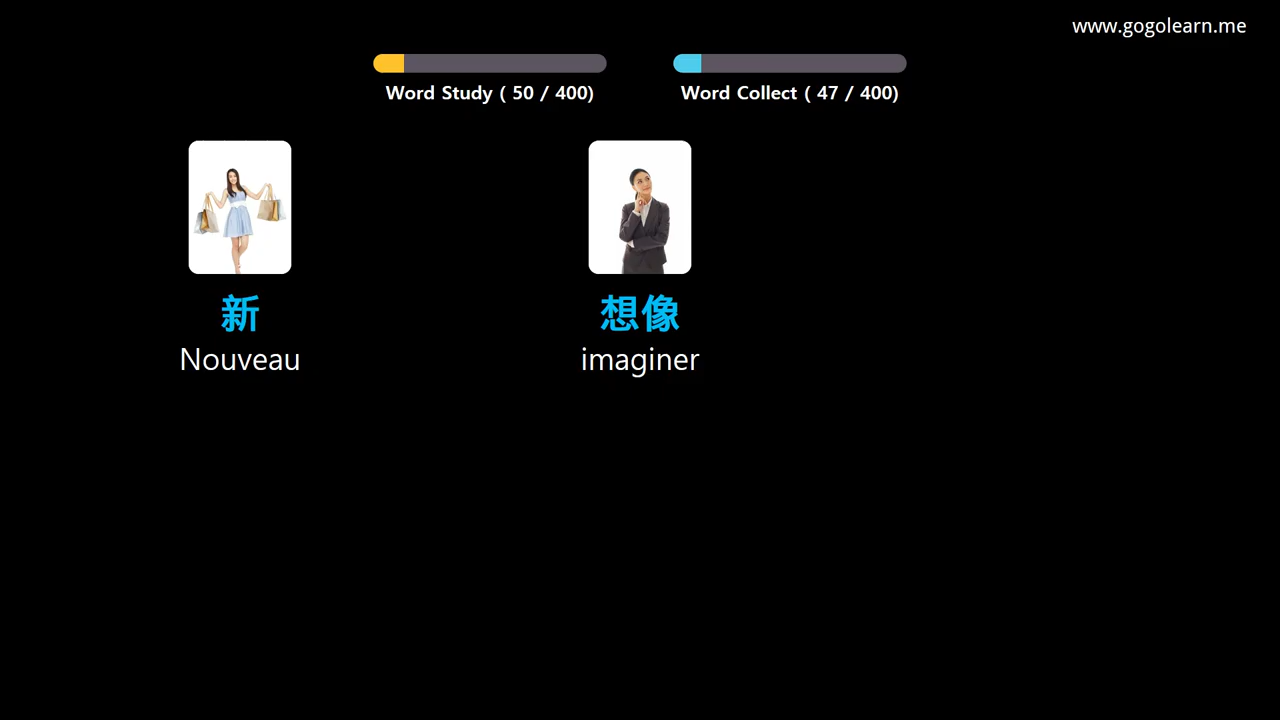 www.gogolearn.me
Word Study ( 50 / 400)
Word Collect ( 47 / 400)
新
Nouveau
想像
imaginer